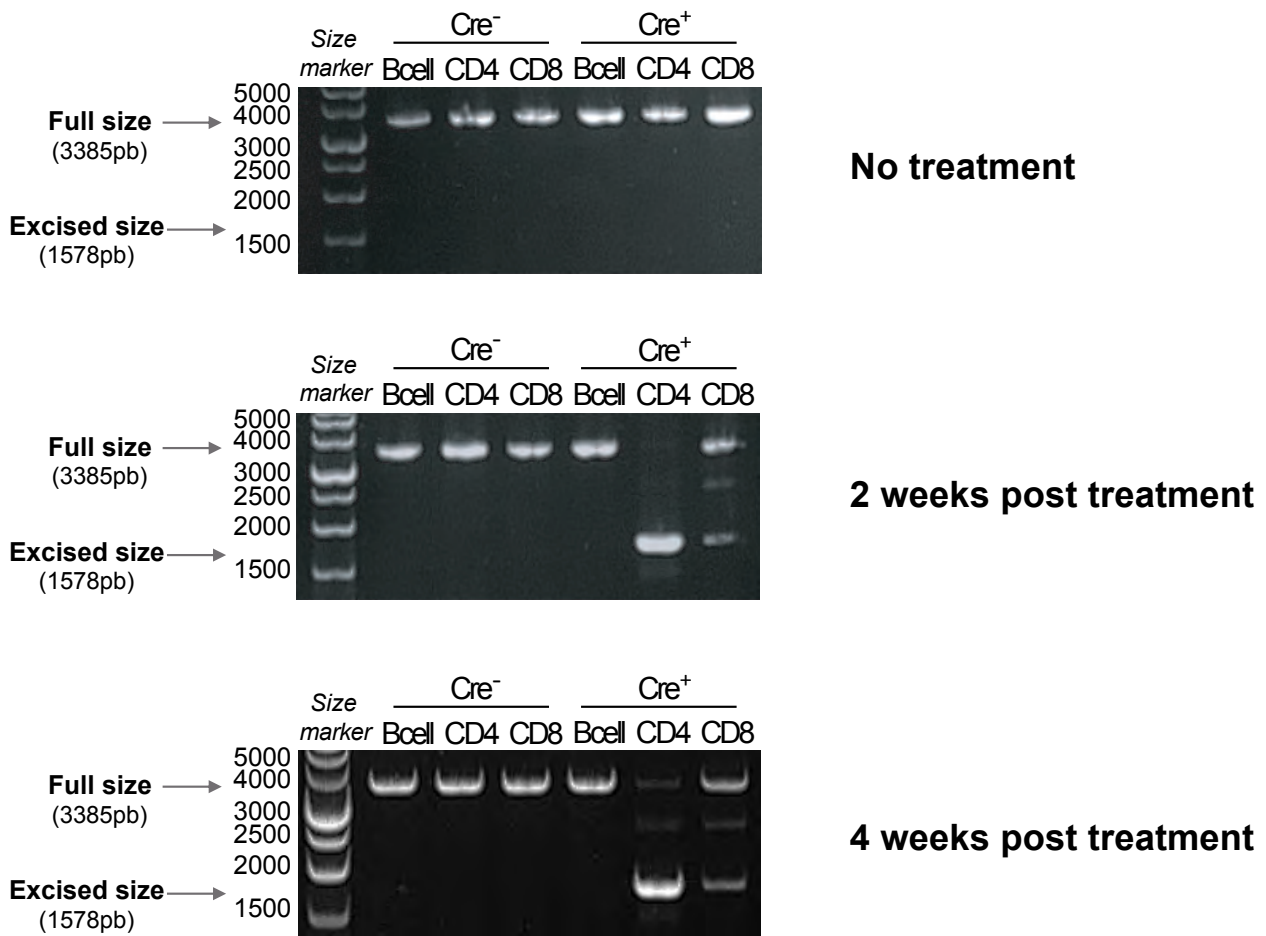 Size
marker
Cre⁻
Cre⁺
Bcell CD4 CD8 Bcell CD4 CD8
5000
4000
3000
2500
2000
1500
Full size
(3385pb)
Excised size
(1578pb)
No treatment
Size
marker
Cre⁻
Cre⁺
Bcell CD4 CD8 Bcell CD4 CD8
5000
4000
3000
2500
2000
1500
Full size
(3385pb)
Excised size
(1578pb)
2 weeks post treatment
Size
marker
Cre⁻
Cre⁺
Bcell CD4 CD8 Bcell CD4 CD8
5000
4000
3000
2500
2000
1500
Full size
(3385pb)
Excised size
(1578pb)
4 weeks post treatment